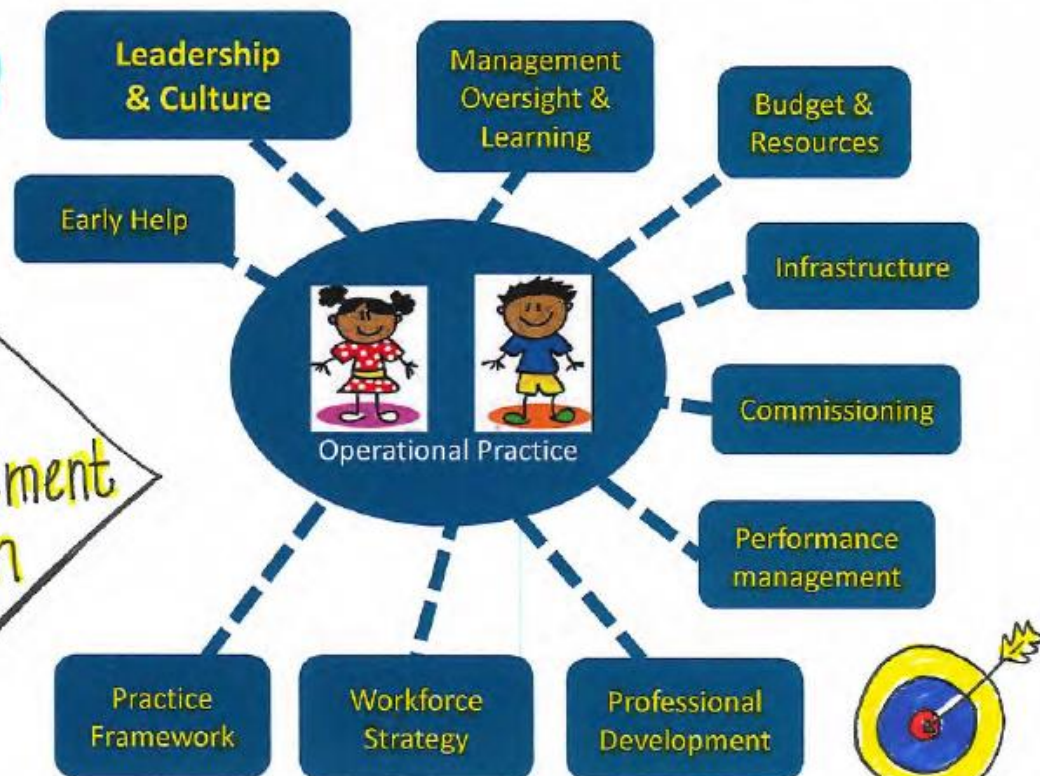 Leadership
& Culture
Management
Oversight &
Learning
Budget &
Resources
Early Help
Infrastructure
Operational Practice
Commissioning
Performance
management
Practice
Framework
Workforce
Strategy
Professional
Development